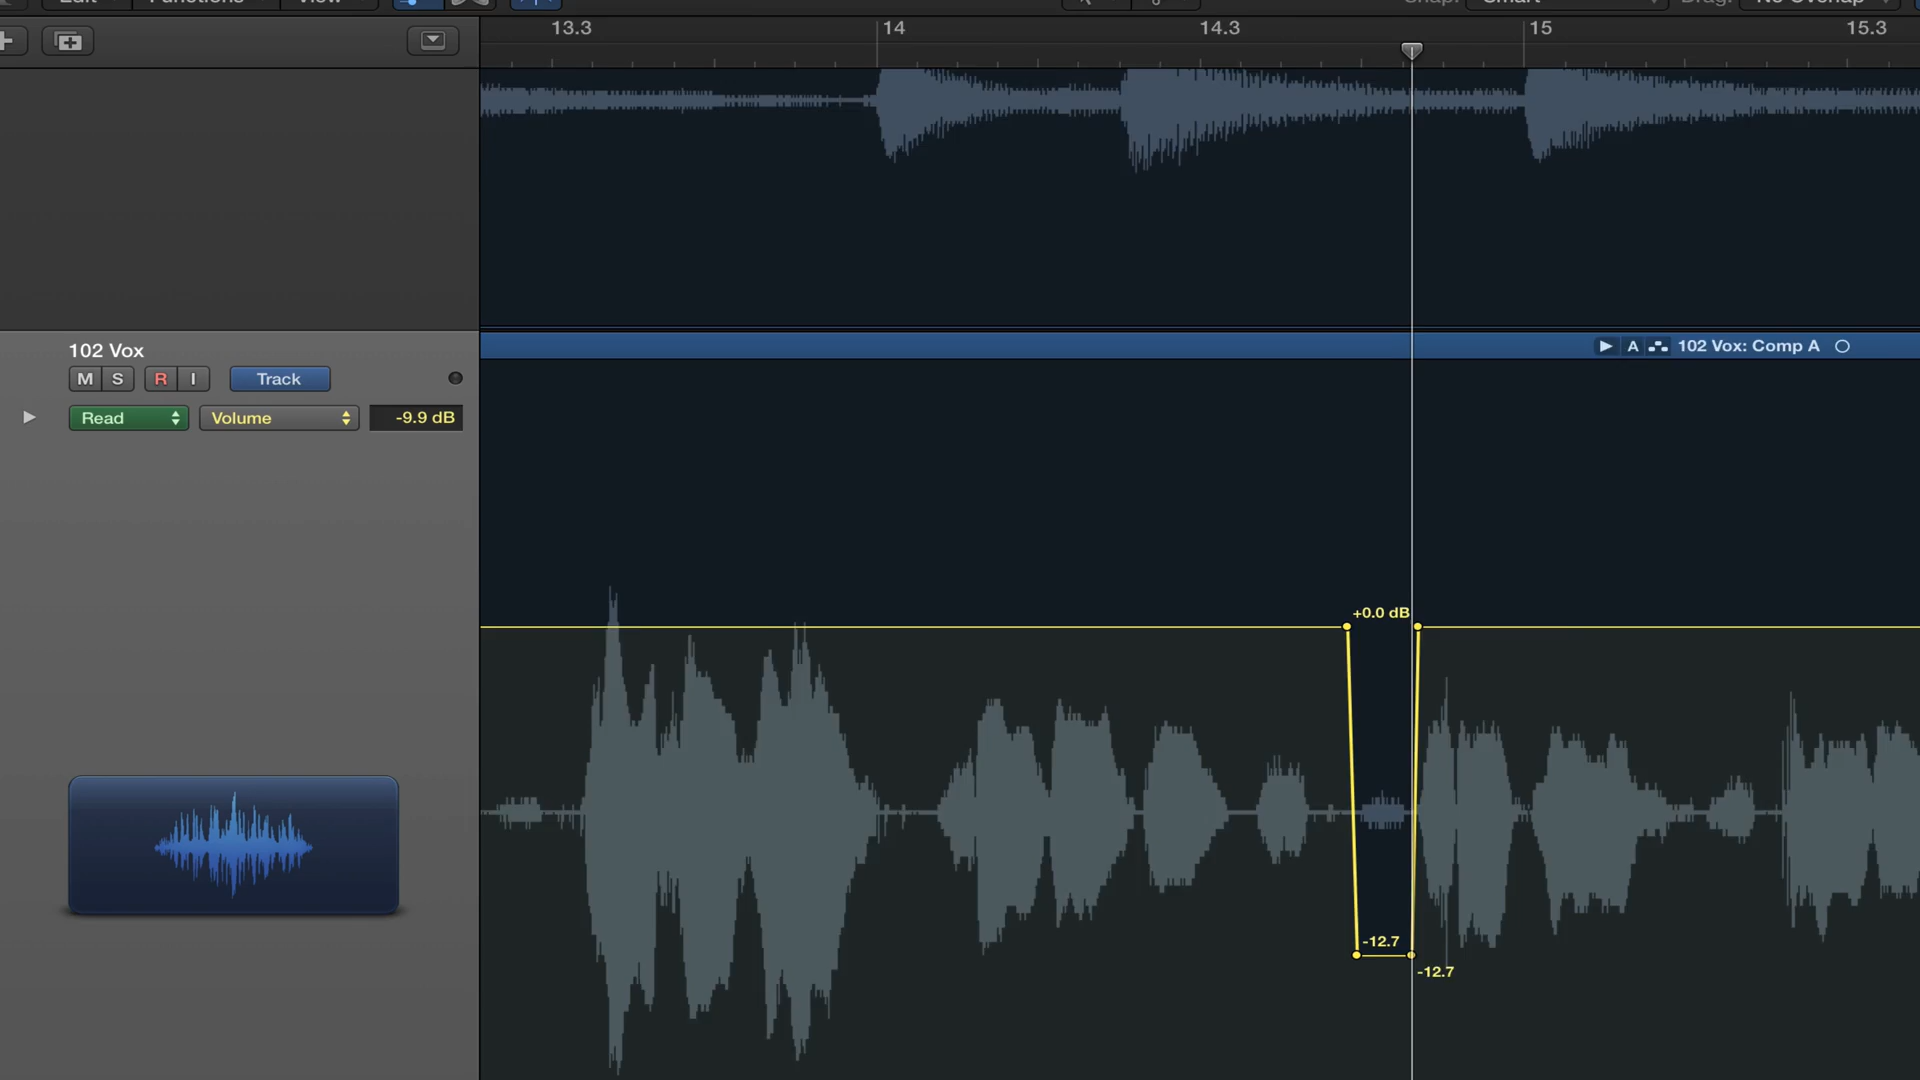 Edit Functions View Snap: Smart Drag: No Overlap
13.3 14 14.3 15 15.3
102 Vox
M S R I Track
Read Volume -9.9 dB
A 102 Vox: Comp A
+0.0 dB
-12.7
-12.7